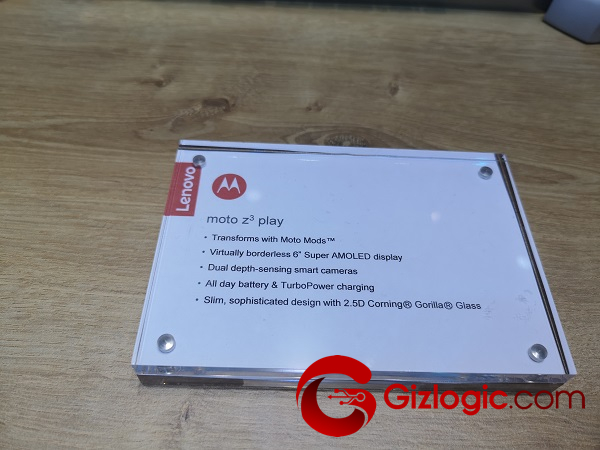 Lenovo
moto z³ play
• Transforms with Moto Mods™
• Virtually borderless 6" Super AMOLED display
• Dual depth-sensing smart cameras
• All day battery & TurboPower charging
• Slim, sophisticated design with 2.5D Corning® Gorilla® Glass
Gizlogic.com